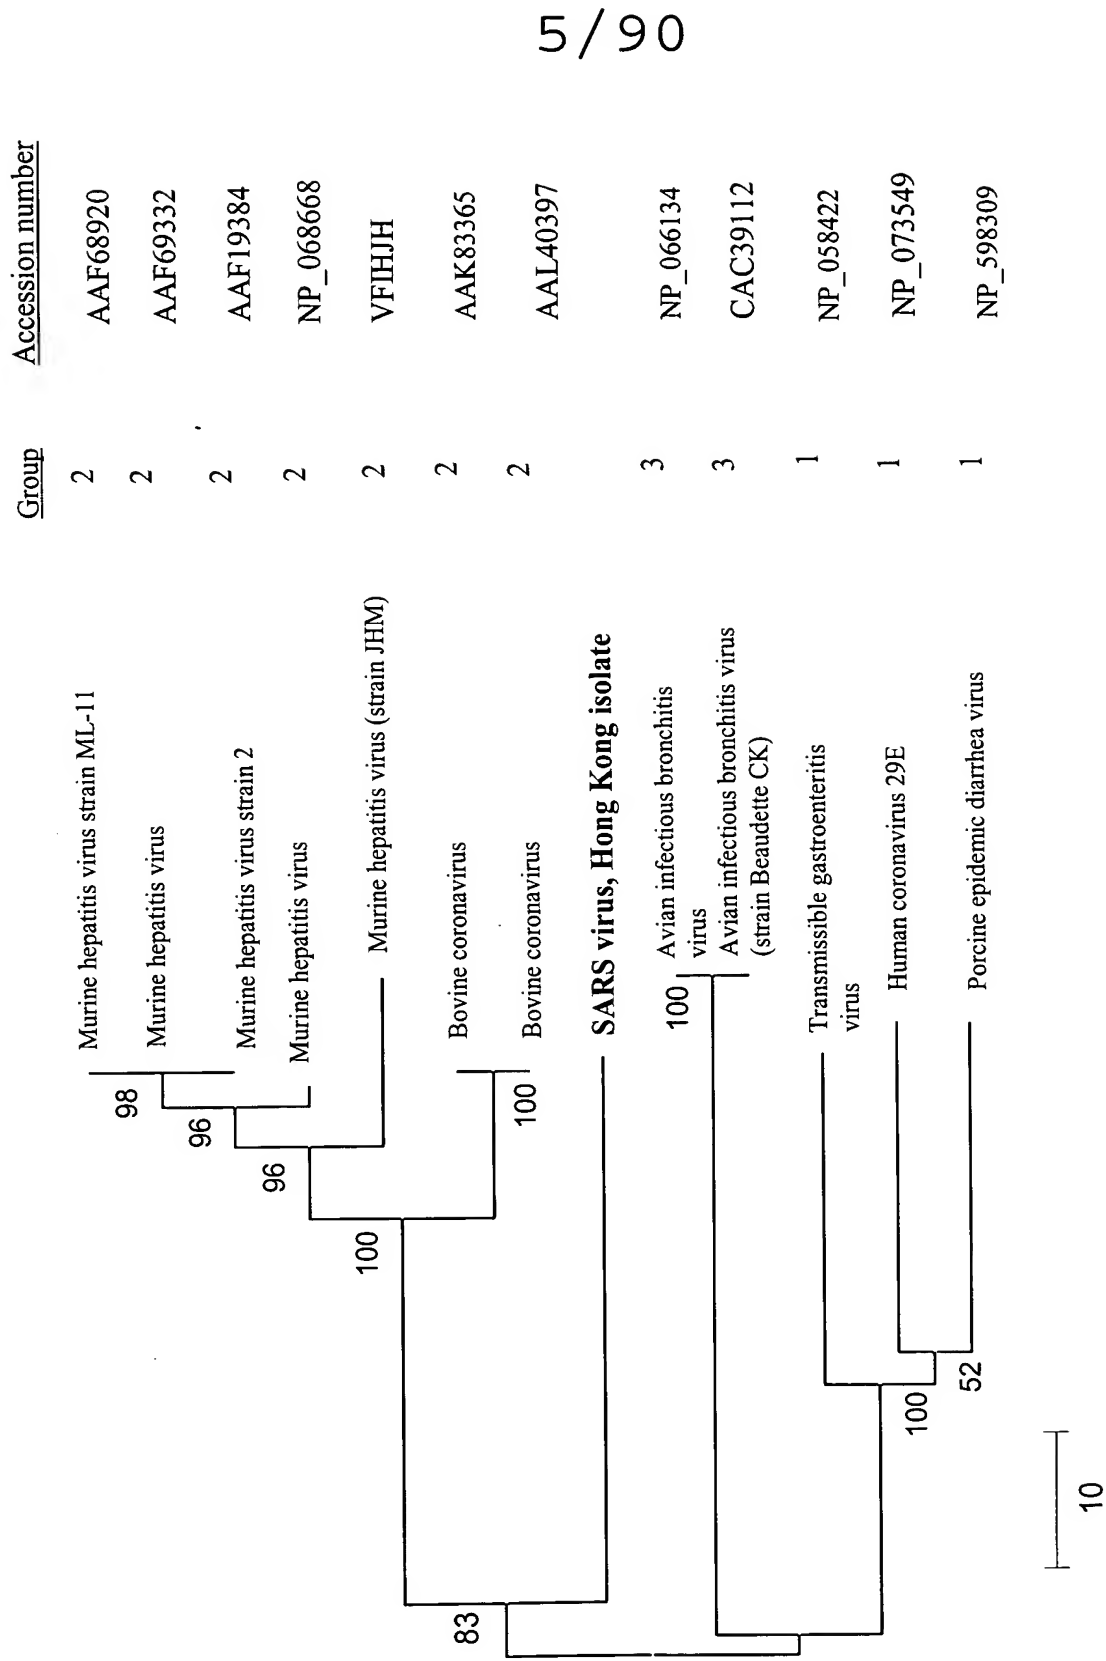 5/90
Group Accession number
Murine hepatitis virus strain ML-11 2 AAF68920
Murine hepatitis virus 2 AAF69332
Murine hepatitis virus strain 2 2 AAF19384
Murine hepatitis virus 2 NP_068668
Murine hepatitis virus (strain JHM) 2 VFIHJH
Bovine coronavirus 2 AAK83365
Bovine coronavirus 2 AAL40397
SARS virus, Hong Kong isolate
Avian infectious bronchitis 3 NP_066134
virus
Avian infectious bronchitis virus 3 CAC39112
(strain Beaudette CK)
Transmissible gastroenteritis 1 NP_058422
virus
Human coronavirus 29E 1 NP_073549
Porcine epidemic diarrhea virus 1 NP_598309
98
96
96
100
100
83
100
100
52
10